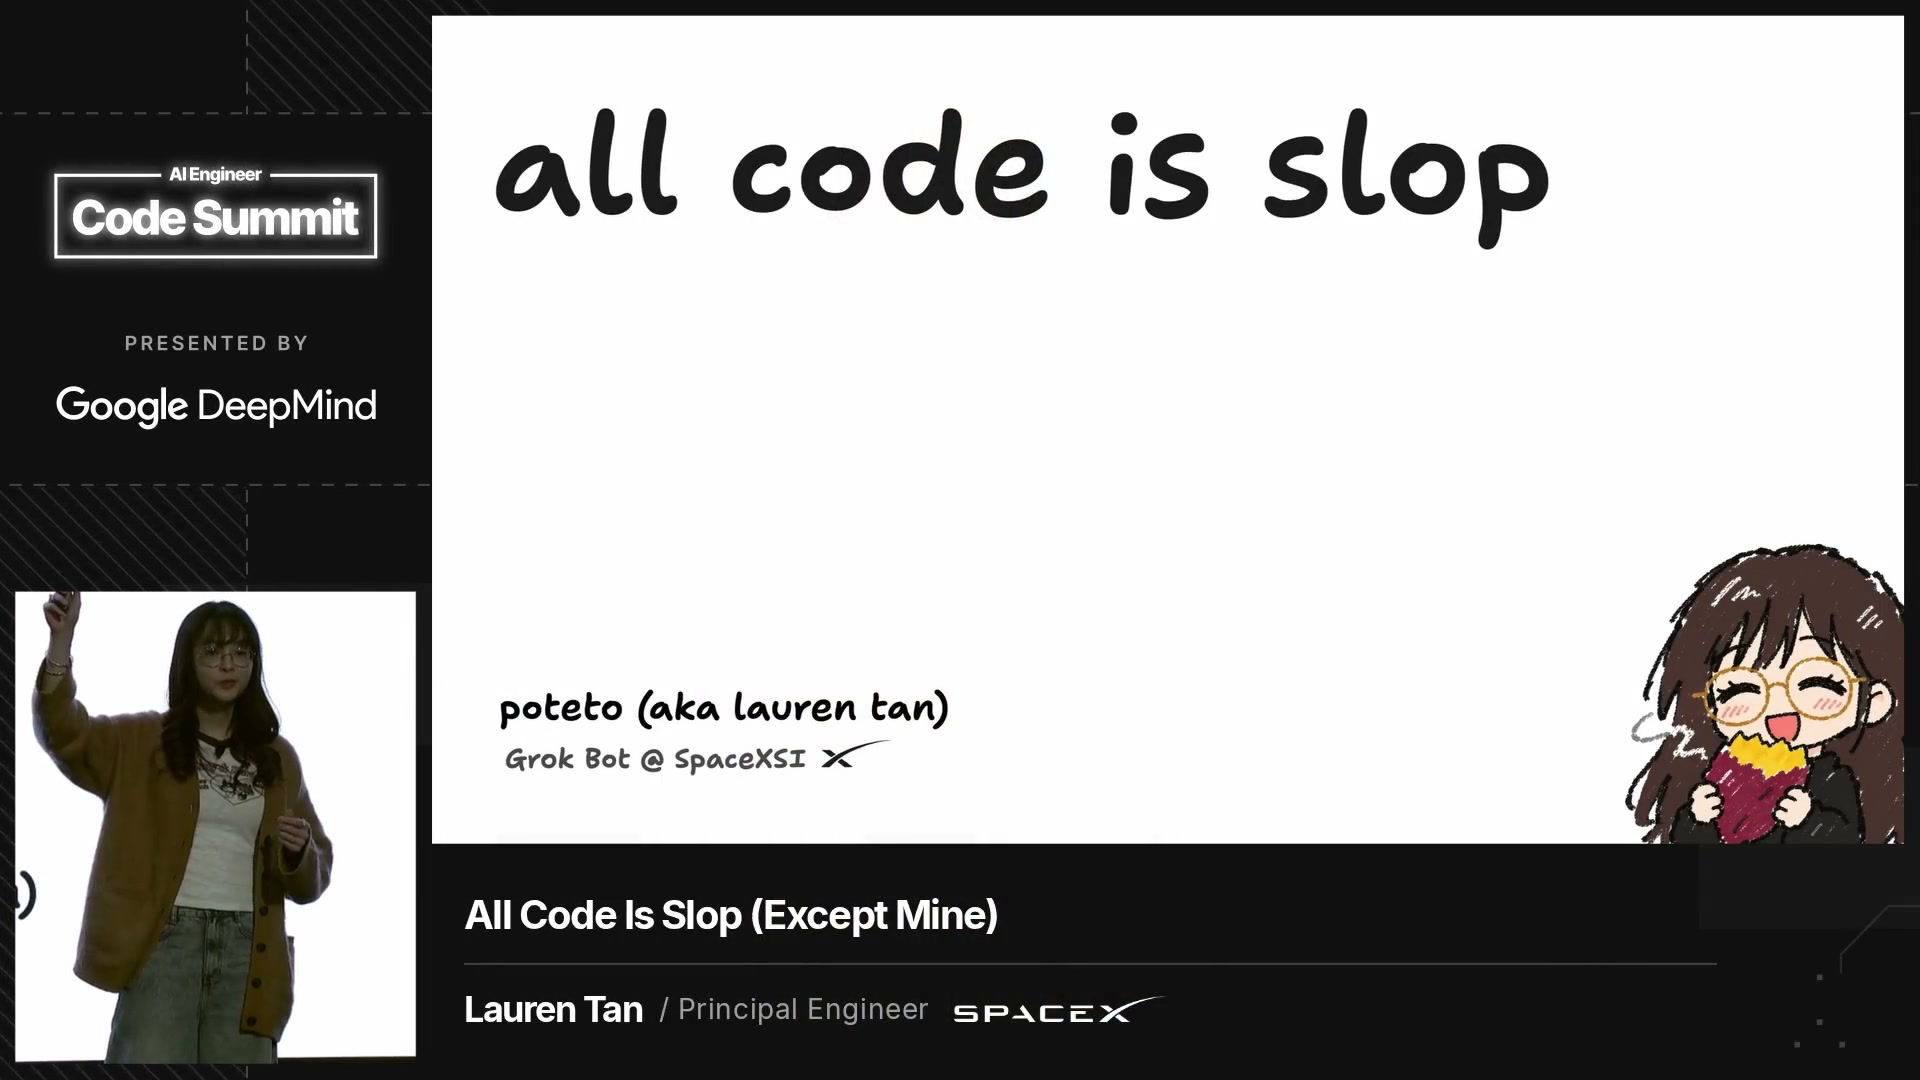 AI Engineer
Code Summit
PRESENTED BY
Google DeepMind
all code is slop
poteto (aka lauren tan)
Grok Bot @ SpaceXSI
)
All Code Is Slop (Except Mine)
Lauren Tan / Principal Engineer SPACEX